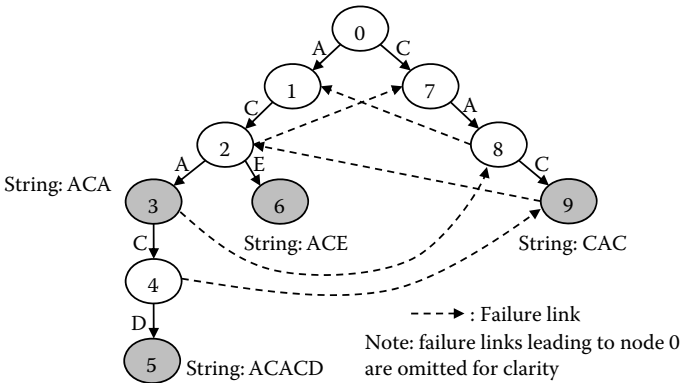 0
A
C
1
7
C
A
2
8
A
E
C
String: ACA
3
6
9
String: ACE
String: CAC
C
4
: Failure link
D
Note: failure links leading to node 0
are omitted for clarity
5
String: ACACD